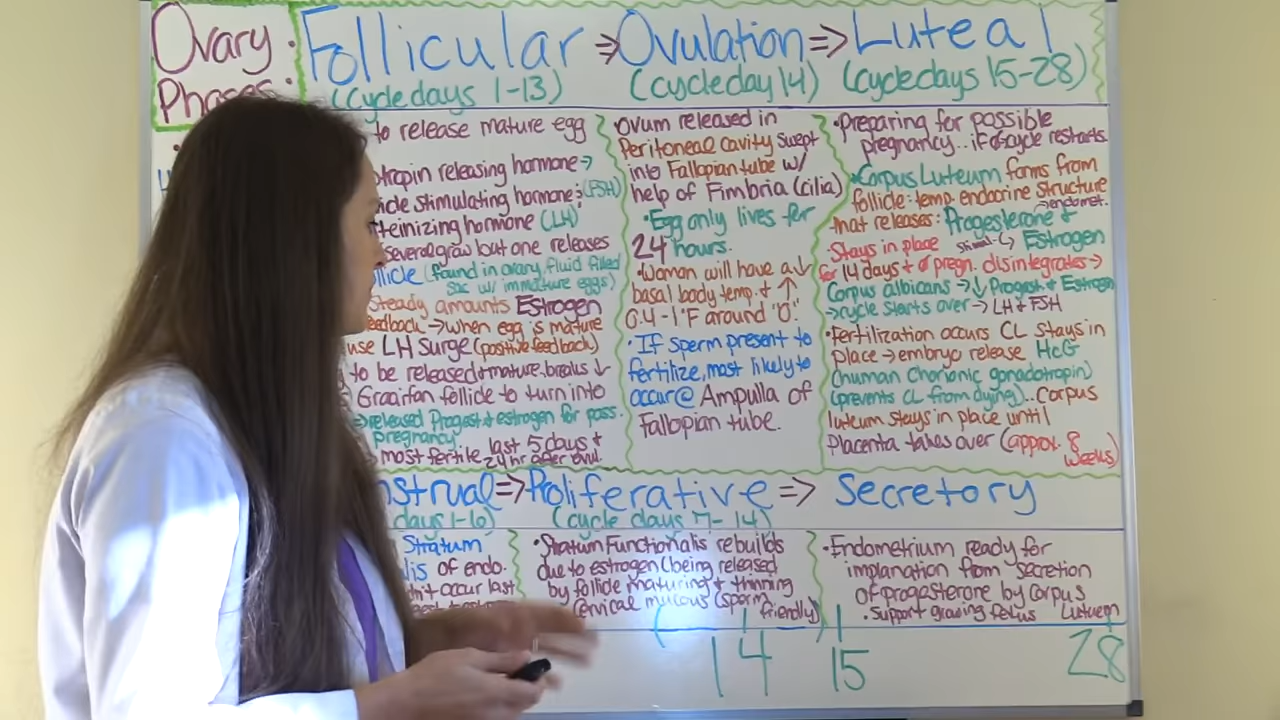 Ovary Phases:
Follicular ⇒ Ovulation ⇒ Luteal
(cycle days 1-13) (cycle day 14) (cycle days 15-28)
to release mature egg
tropin releasing hormone→
icle stimulating hormone: (FSH)
teinizing hormone (LH)
several grow but one releases
llicle (found in ovary, fluid filled
sac w/ immature eggs)
Steady amounts Estrogen
eedback → when egg is mature
use LH surge (positive feedback)
to be released + mature. breaks ↓
Graafan follicle to turn into
released Progest + estrogen for poss.
pregnancy
most fertile last 5 days +
24 hr after ovul.
Ovum released in
Peritoneal cavity swept
into Fallopian tube w/
help of Fimbria (cilia)
•Egg only lives for
24 hours.
•Woman will have a ↓
basal body temp. + ↑
0.4-1°F around "O".
•If sperm present to
fertilize, most likely to
occur @ Ampulla of
Fallopian tube.
•Preparing for possible
pregnancy.. if ø cycle restarts.
•Corpus Luteum forms from
follicle: temp. endocrine structure
that releases: Progesterone + → endomet.
stimul. Estrogen
•Stays in place
for 14 days + ø pregn. disintegrates →
Corpus albicans → ↓ Progest + Estrogen
→ cycle starts over → LH + FSH
•Fertilization occurs CL stays in
place → embryo release HcG
(human Chorionic gonadotropin)
(prevents CL from dying).. Corpus
luteum stays in place until
Placenta takes over (approx. 8
weeks)
nstrual ⇒ Proliferative ⇒ Secretory
days 1-6) (cycle days 7-14)
Stratum
lis of endo.
dn't occur last
•Stratum Functionalis rebuilds
due to estrogen (being released
by follicle maturing + thinning
cervical mucous (sperm
friendly)
•Endometrium ready for
implanation from secretion
of progasterone by corpus
Luteum
•Support growing fetus
14 15 28